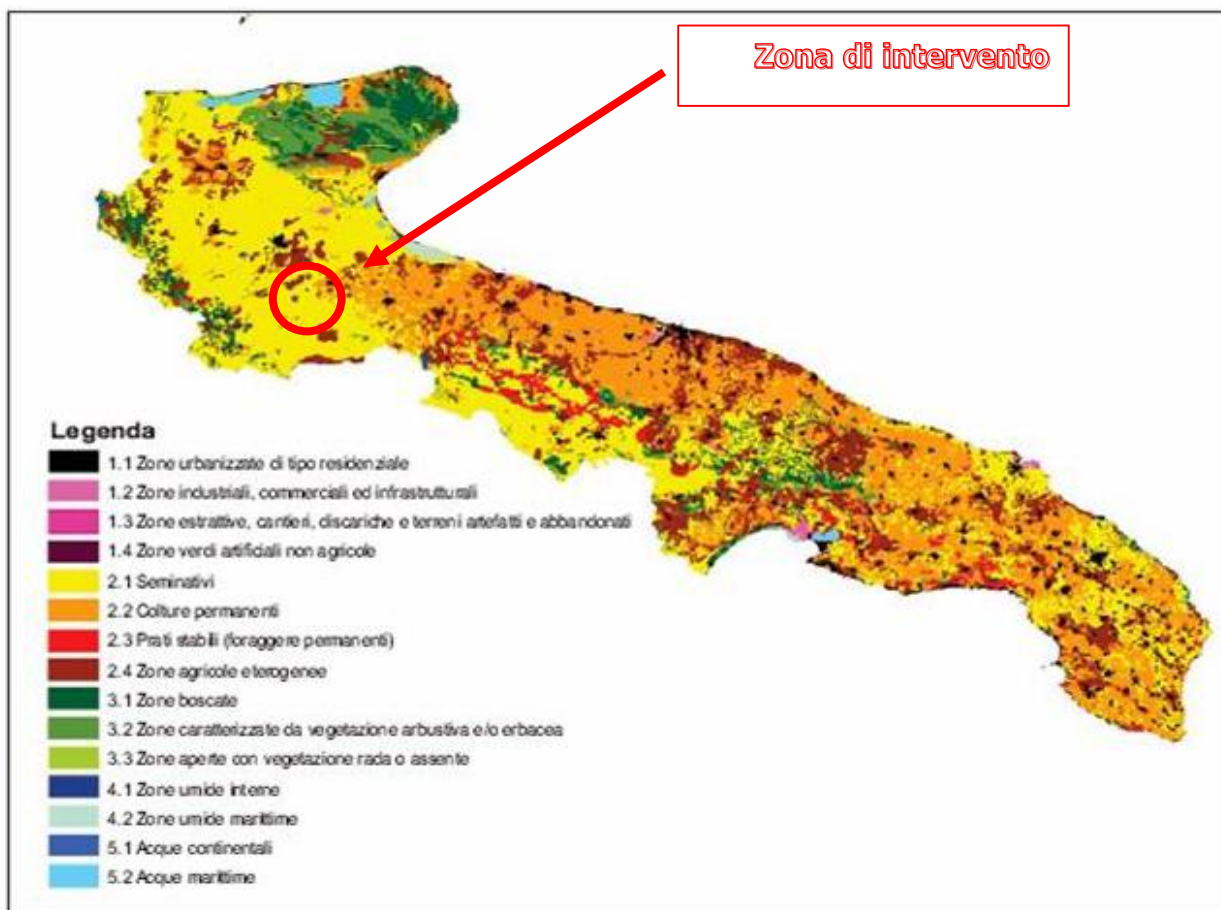 Zona di intervento
Legenda
1.1 Zone urbanizzate di tipo residenziale
1.2 Zone industriali, commerciali ed infrastrutturali
1.3 Zone estrattive, cantieri, discariche e terreni artefatti e abbandonati
1.4 Zone verdi artificiali non agricole
2.1 Seminativi
2.2 Colture permanenti
2.3 Prati stabili (foraggere permanenti)
2.4 Zone agricole eterogenee
3.1 Zone boscate
3.2 Zone caratterizzate da vegetazione arbustiva e/o erbacea
3.3 Zone aperte con vegetazione rada o assente
4.1 Zone umide interne
4.2 Zone umide marittime
5.1 Acque continentali
5.2 Acque marittime